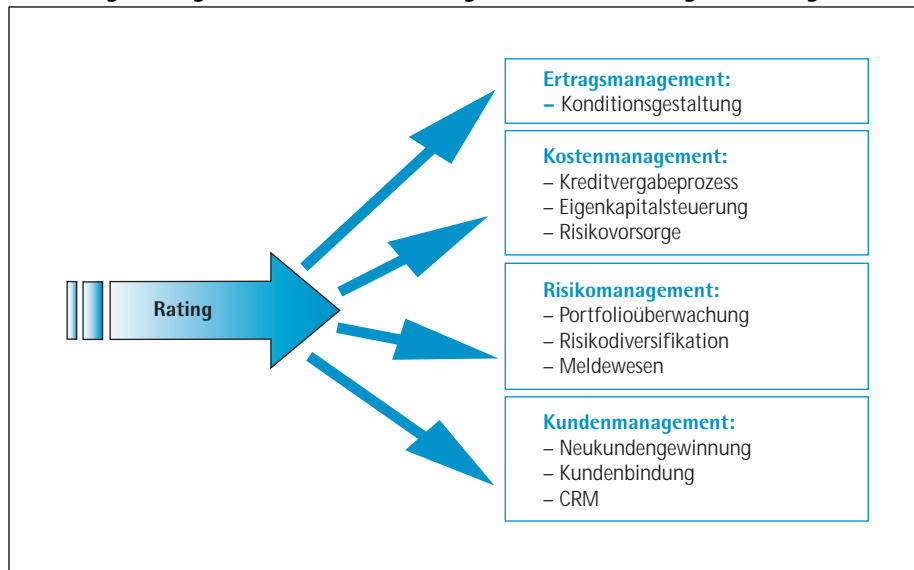 Rating
Ertragsmanagement:
– Konditionsgestaltung
Kostenmanagement:
– Kreditvergabeprozess
– Eigenkapitalsteuerung
– Risikovorsorge
Risikomanagement:
– Portfolioüberwachung
– Risikodiversifikation
– Meldewesen
Kundenmanagement:
– Neukundengewinnung
– Kundenbindung
– CRM